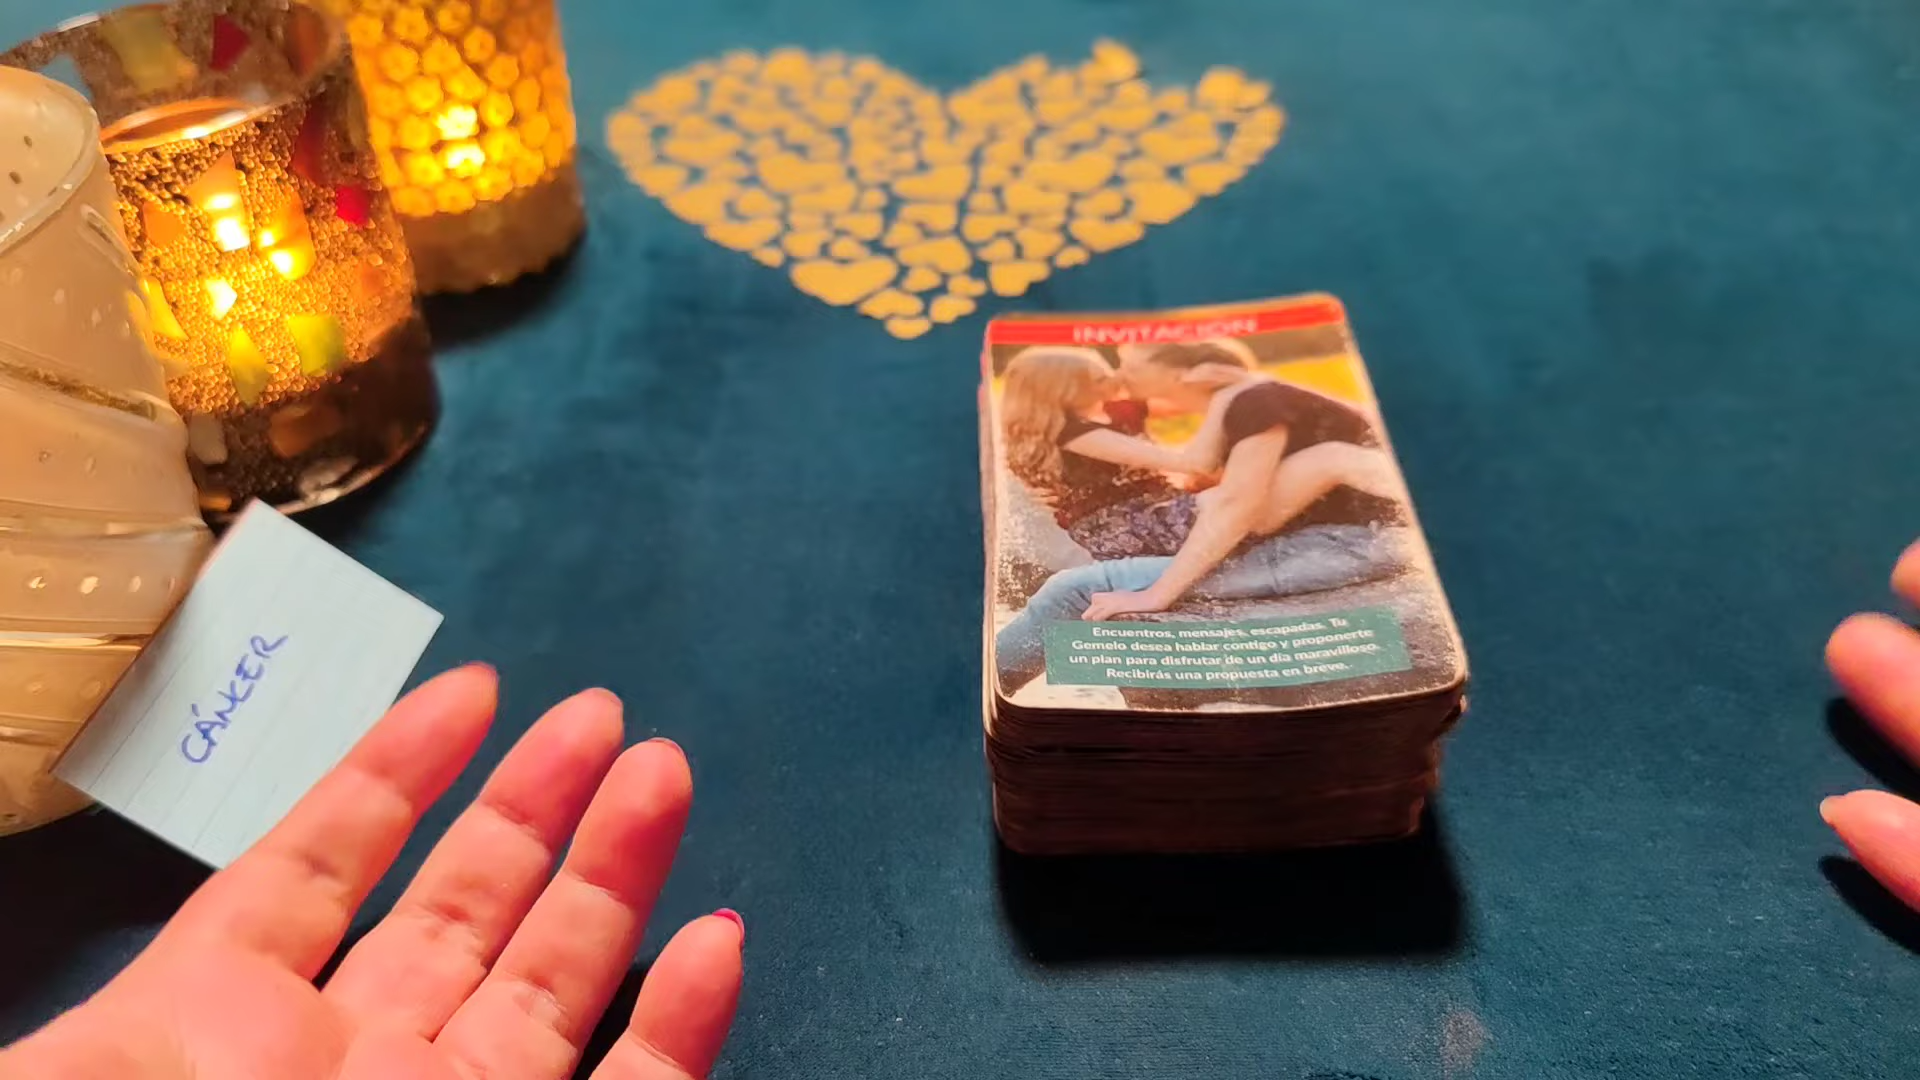 INVITACION
Encuentros, mensajes, escapadas. Tu
Gemelo desea hablar contigo y proponerte
un plan para disfrutar de un día maravilloso.
Recibirás una propuesta en breve.
CÁNCER